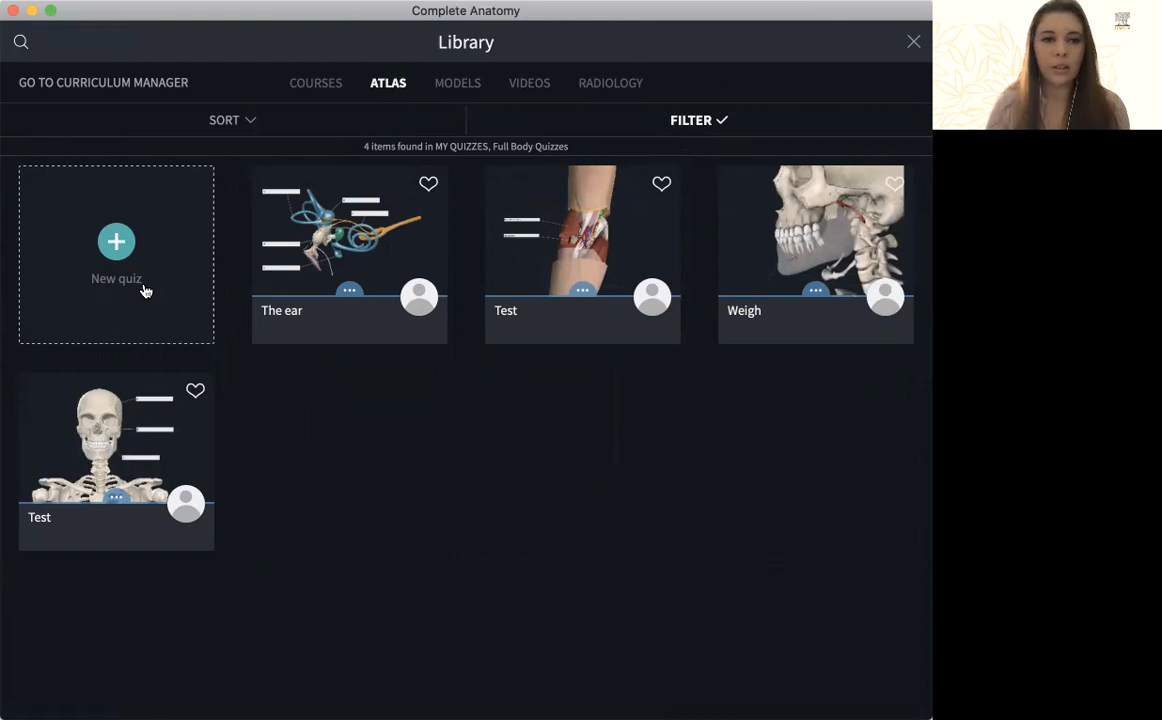 Complete Anatomy
Library
GO TO CURRICULUM MANAGER
COURSES
ATLAS
MODELS
VIDEOS
RADIOLOGY
SORT
FILTER
4 items found in MY QUIZZES, Full Body Quizzes
New quiz
The ear
Test
Weigh
Test